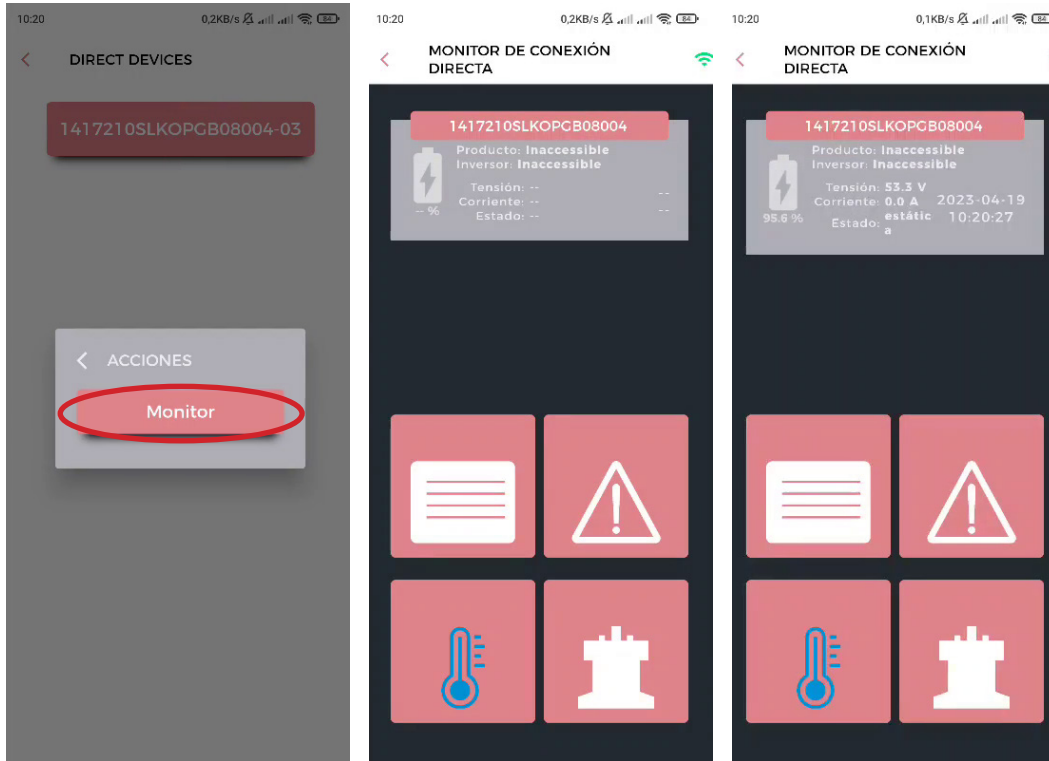 10:20
0,2KB/s
84
DIRECT DEVICES
1417210SLKOPGB08004-03
ACCIONES
Monitor
10:20
0,2KB/s
84
MONITOR DE CONEXIÓN
DIRECTA
1417210SLKOPGB08004
Producto: Inaccessible
Inversor: Inaccessible
Tensión: --
Corriente: -- --
Estado: -- --
-- %
10:20
0,1KB/s
84
MONITOR DE CONEXIÓN
DIRECTA
1417210SLKOPGB08004
Producto: Inaccessible
Inversor: Inaccessible
Tensión: 53.3 V
Corriente: 0.0 A 2023-04-19
Estado: estática 10:20:27
95.6 %